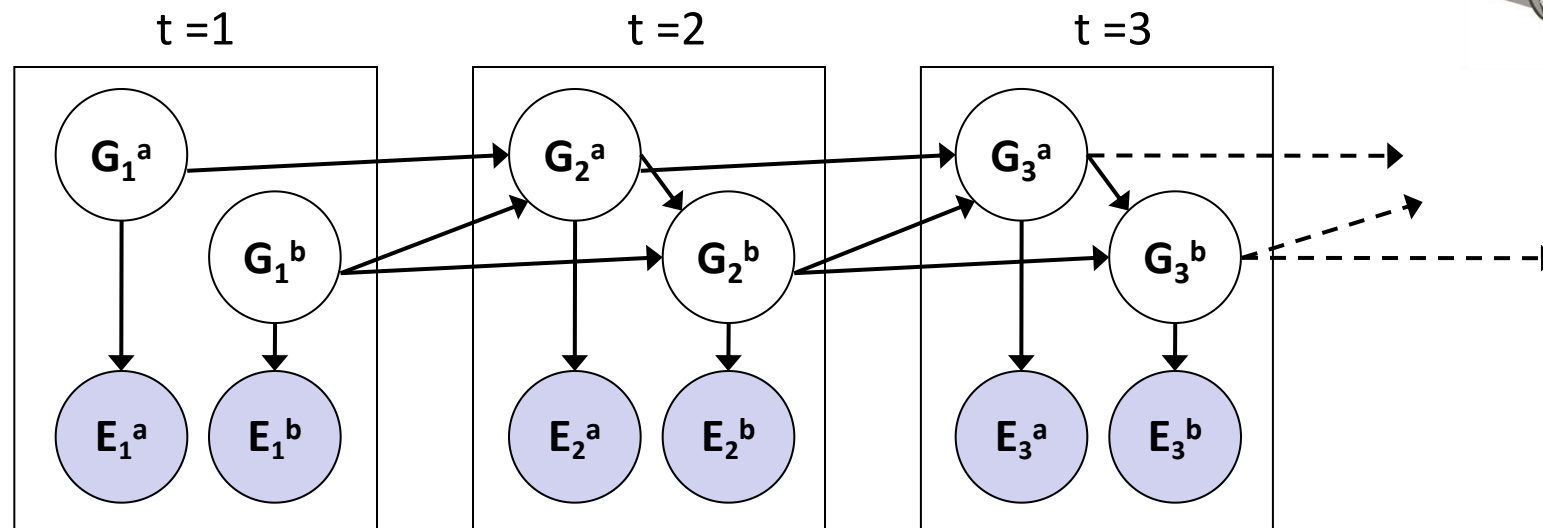 t =1 t =2 t =3
G₁ᵃ G₂ᵃ G₃ᵃ
G₁ᵇ G₂ᵇ G₃ᵇ
E₁ᵃ E₁ᵇ E₂ᵃ E₂ᵇ E₃ᵃ E₃ᵇ